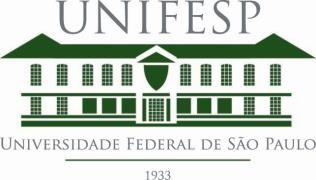 UNIFESP
UNIVERSIDADE FEDERAL DE SÃO PAULO
1933